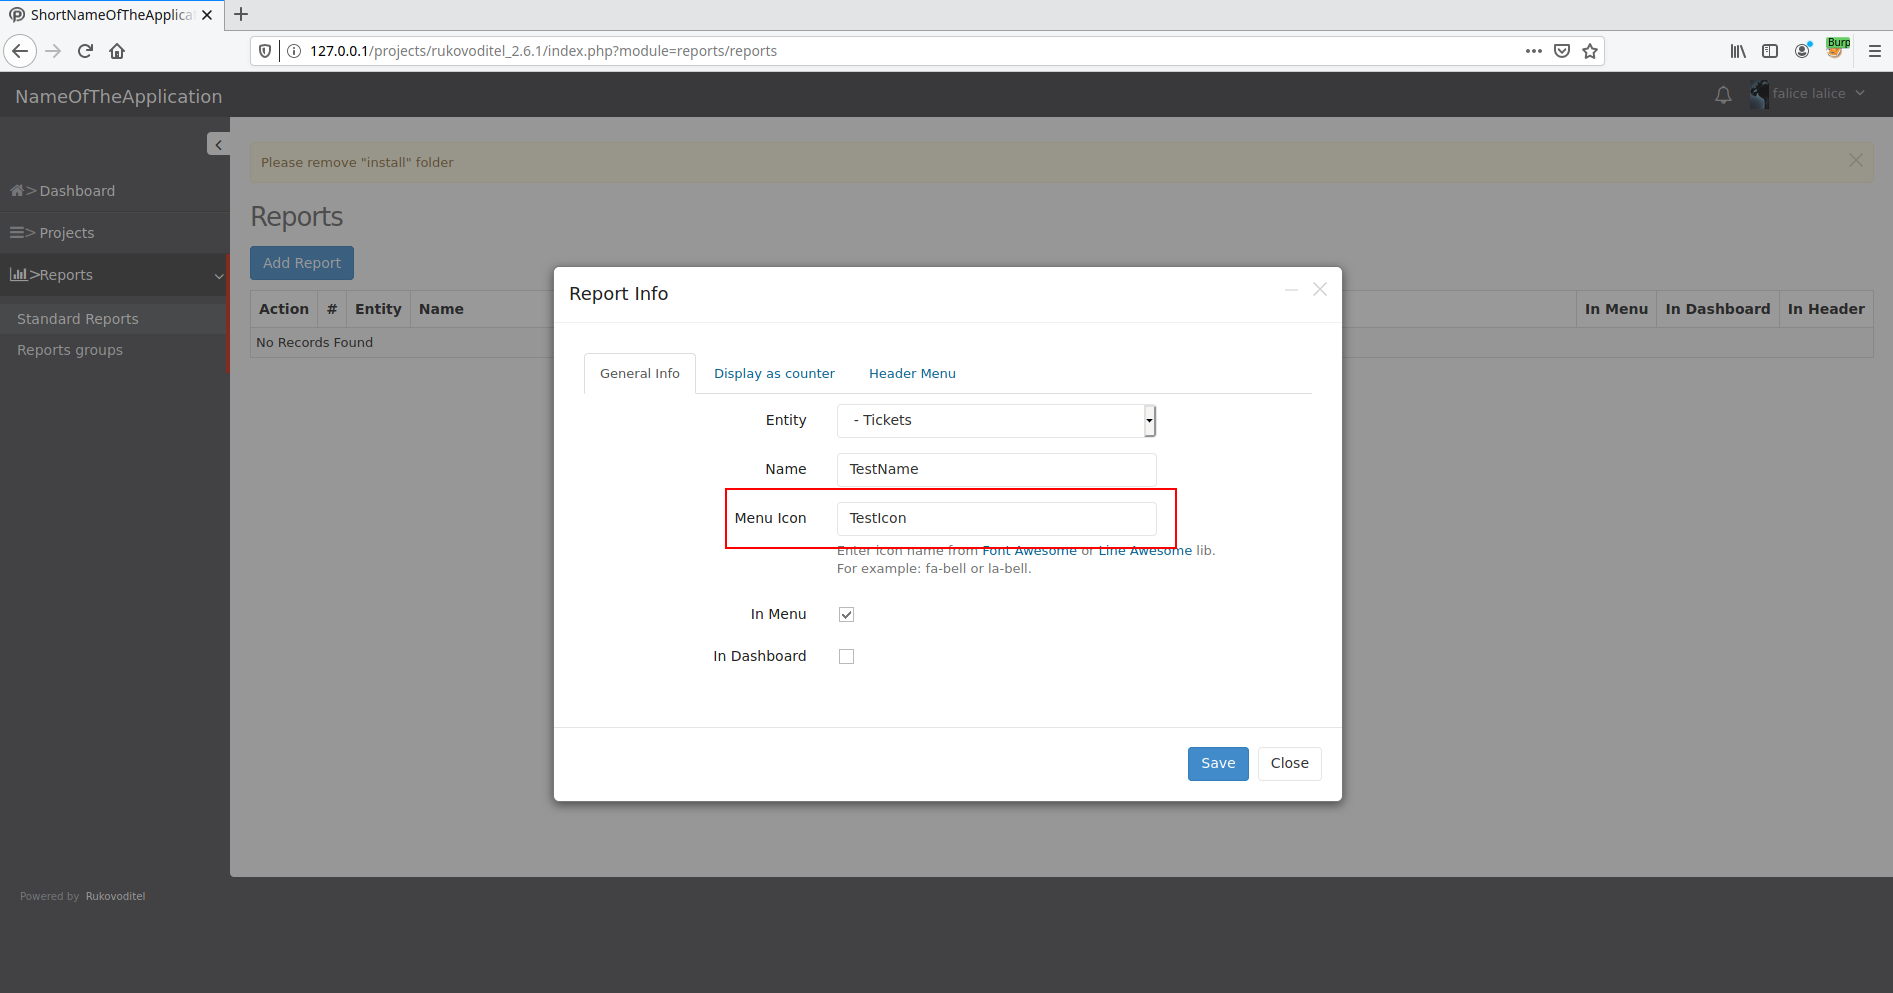 ShortNameOfTheApplica
127.0.0.1/projects/rukovoditel_2.6.1/index.php?module=reports/reports
Burp
NameOfTheApplication
falice lalice
Please remove "install" folder
> Dashboard
> Projects
>Reports
Standard Reports
Reports groups
Reports
Add Report
Action # Entity Name In Menu In Dashboard In Header
No Records Found
Report Info
General Info Display as counter Header Menu
Entity - Tickets
Name TestName
Menu Icon TestIcon
Enter icon name from Font Awesome or Line Awesome lib.
For example: fa-bell or la-bell.
In Menu
In Dashboard
Save Close
Powered by Rukovoditel